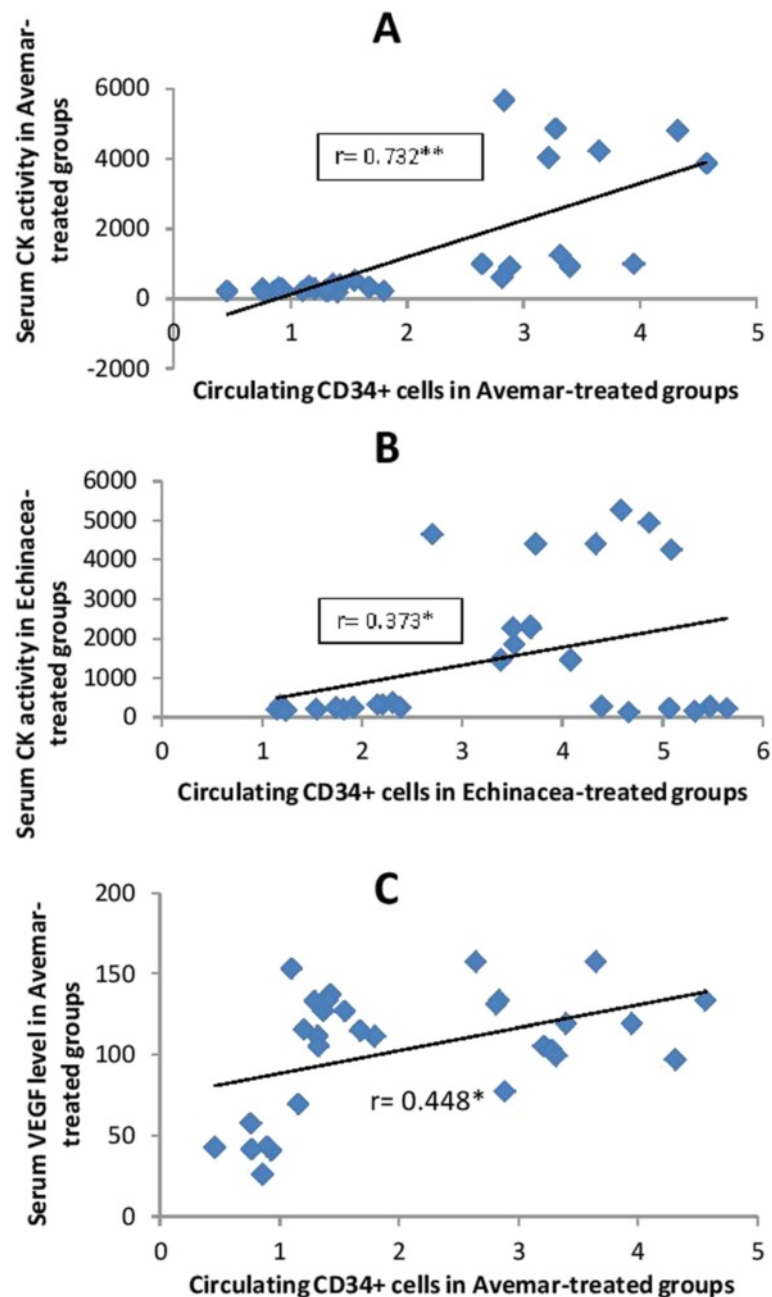 A
Serum CK activity in Avemar-
treated groups
6000
4000
2000
0
-2000
r= 0.732**
0 1 2 3 4 5
Circulating CD34+ cells in Avemar-treated groups
B
Serum CK activity in Echinacea-
treated groups
6000
5000
4000
3000
2000
1000
0
r= 0.373*
0 1 2 3 4 5 6
Circulating CD34+ cells in Echinacea-treated groups
C
Serum VEGF level in Avemar-
treated groups
200
150
100
50
0
r= 0.448*
0 1 2 3 4 5
Circulating CD34+ cells in Avemar-treated groups